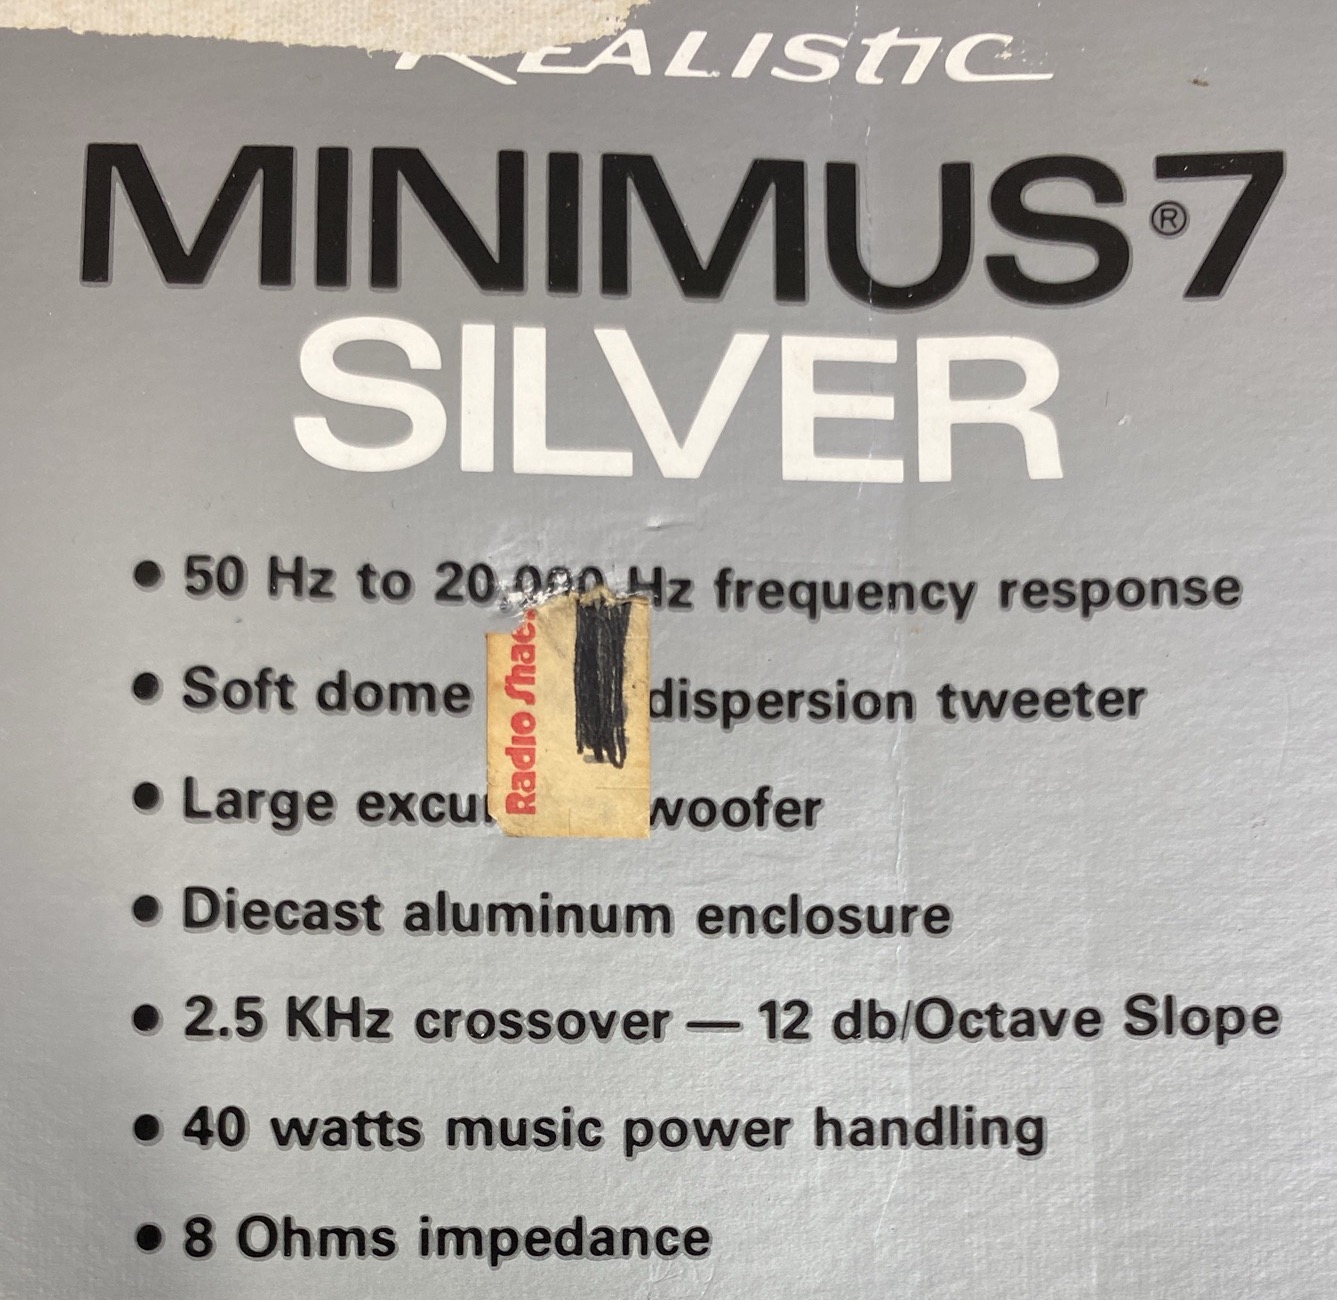 REALISTIC
MINIMUS®7
SILVER
• 50 Hz to 20,000 Hz frequency response
• Soft dome dispersion tweeter
• Large woofer
Radio Shack
• Diecast aluminum enclosure
• 2.5 KHz crossover — 12 db/Octave Slope
• 40 watts music power handling
• 8 Ohms impedance